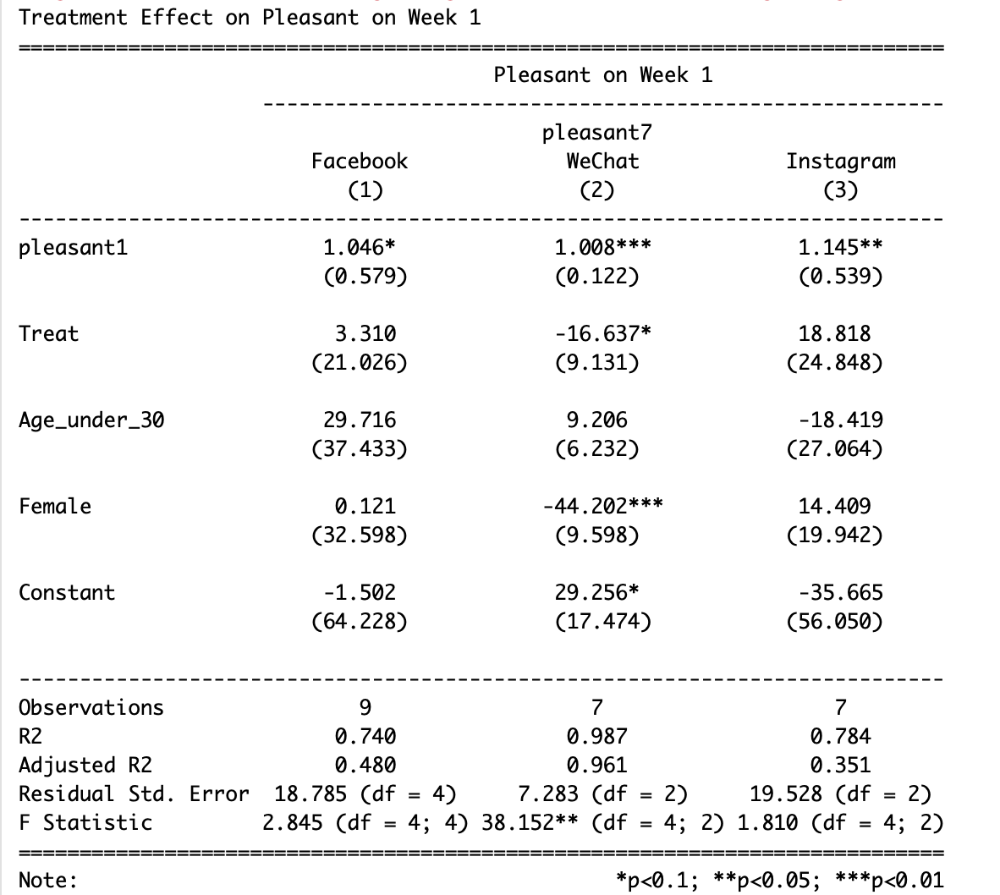 Treatment Effect on Pleasant on Week 1
============================================================================
Pleasant on Week 1
--------------------------------------------------------
pleasant7
Facebook WeChat Instagram
(1) (2) (3)
----------------------------------------------------------------------------
pleasant1 1.046* 1.008*** 1.145**
(0.579) (0.122) (0.539)
Treat 3.310 -16.637* 18.818
(21.026) (9.131) (24.848)
Age_under_30 29.716 9.206 -18.419
(37.433) (6.232) (27.064)
Female 0.121 -44.202*** 14.409
(32.598) (9.598) (19.942)
Constant -1.502 29.256* -35.665
(64.228) (17.474) (56.050)
----------------------------------------------------------------------------
Observations 9 7 7
R2 0.740 0.987 0.784
Adjusted R2 0.480 0.961 0.351
Residual Std. Error 18.785 (df = 4) 7.283 (df = 2) 19.528 (df = 2)
F Statistic 2.845 (df = 4; 4) 38.152** (df = 4; 2) 1.810 (df = 4; 2)
============================================================================
Note: *p<0.1; **p<0.05; ***p<0.01